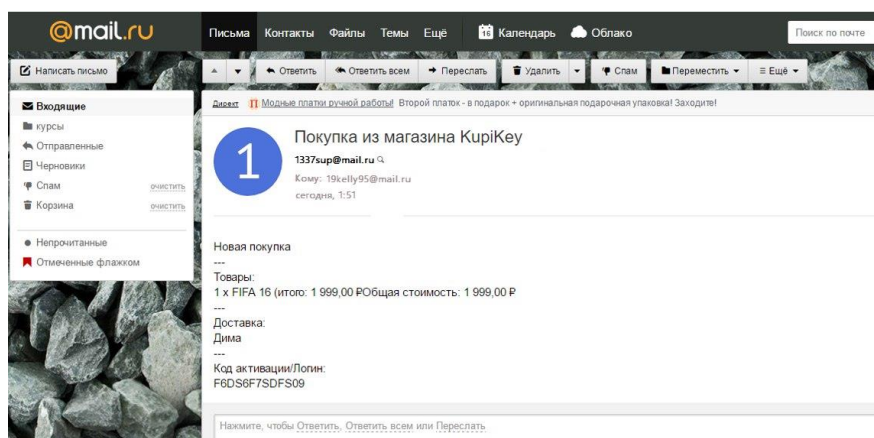 @mail.ru
Письма Контакты Файлы Темы Ещё 16 Календарь Облако Поиск по почте
Написать письмо Ответить Ответить всем Переслать Удалить Спам Переместить Ещё
Входящие
курсы
Отправленные
Черновики
Спам очистить
Корзина очистить
Непрочитанные
Отмеченные флажком
Директ Модные платки ручной работы! Второй платок - в подарок + оригинальная подарочная упаковка! Заходите!
1
Покупка из магазина KupiKey
1337sup@mail.ru
Кому: 19kelly95@mail.ru
сегодня, 1:51
Новая покупка
---
Товары:
1 x FIFA 16 (итого: 1 999,00 ₽Общая стоимость: 1 999,00 ₽
---
Доставка:
Дима
---
Код активации/Логин:
F6DS6F7SDFS09
Нажмите, чтобы Ответить, Ответить всем или Переслать